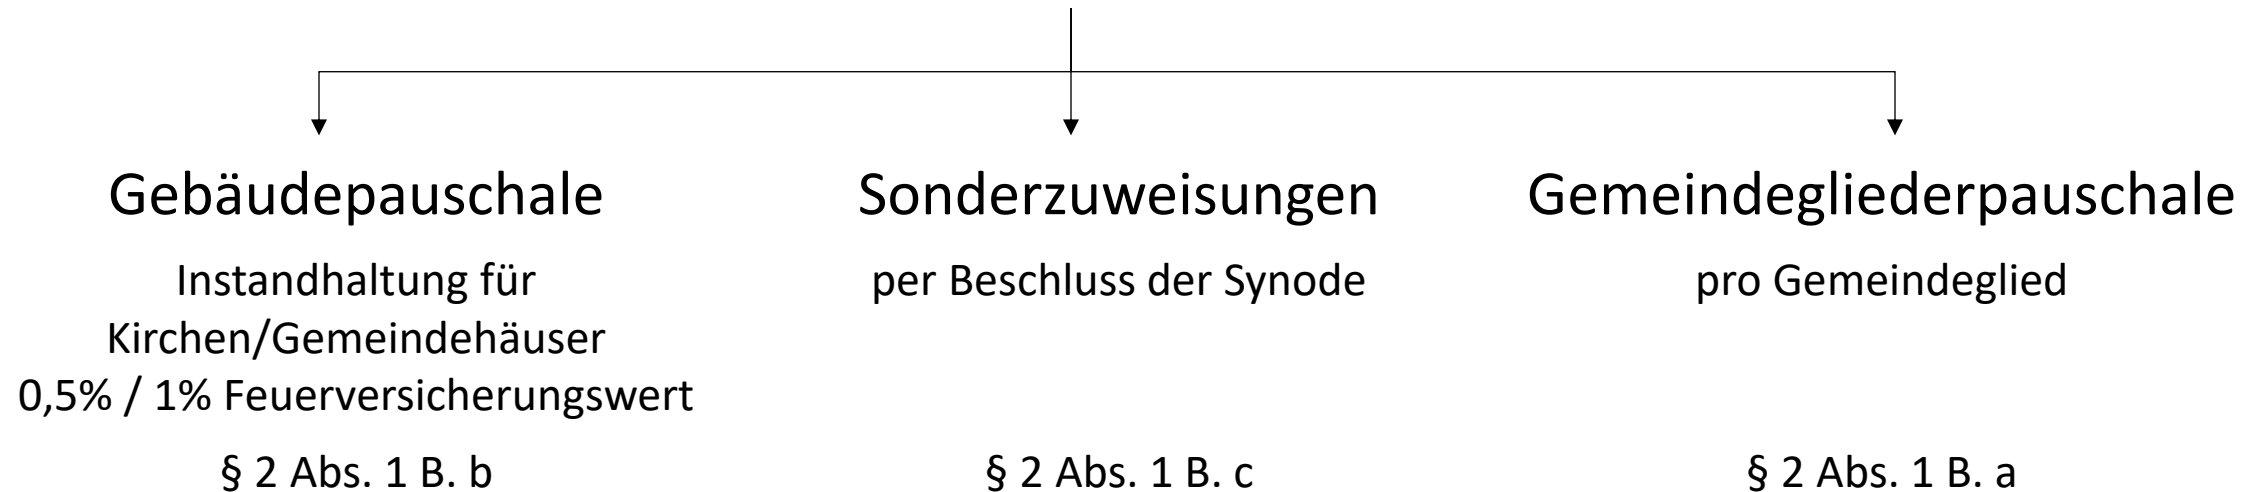 Gebäudepauschale
Instandhaltung für
Kirchen/Gemeindehäuser
0,5% / 1% Feuerversicherungswert
§ 2 Abs. 1 B. b
Sonderzuweisungen
per Beschluss der Synode
§ 2 Abs. 1 B. c
Gemeindegliederpauschale
pro Gemeindeglied
§ 2 Abs. 1 B. a